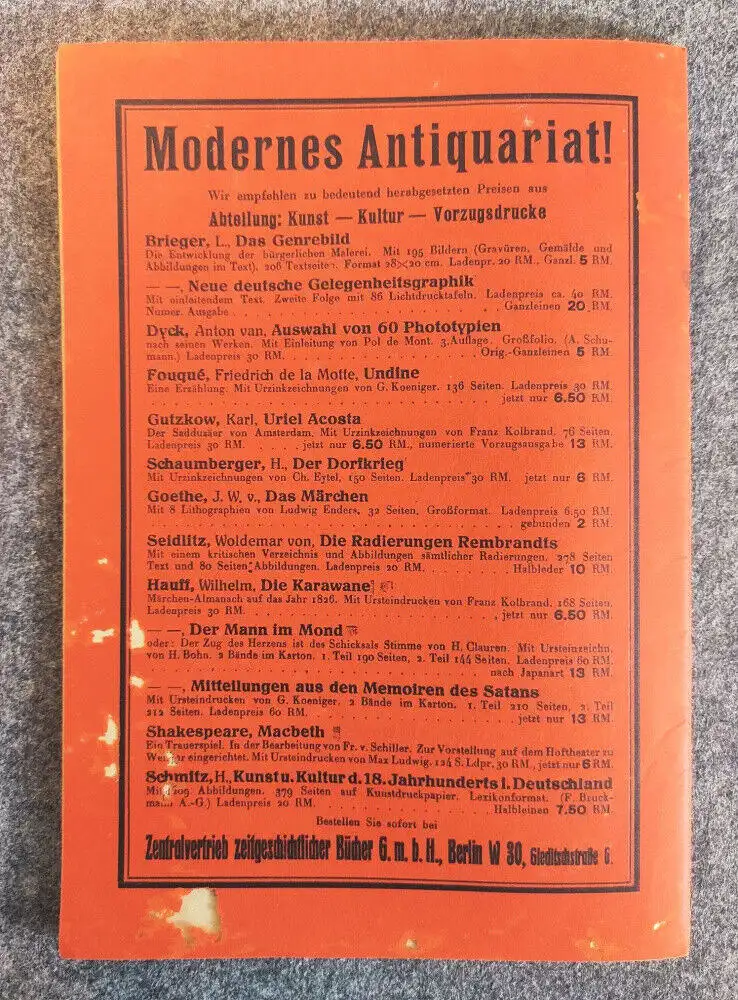 Modernes Antiquariat!
Wir empfehlen zu bedeutend herabgesetzten Preisen aus
Abteilung: Kunst — Kultur — Vorzugsdrucke
Brieger, L., Das Genrebild
Die Entwicklung der bürgerlichen Malerei. Mit 195 Bildern (Gravüren, Gemälde und
Abbildungen im Text). 206 Textseiten. Format 28×20 cm. Ladenpr. 20 RM., Ganzl. 5 RM.
— —, Neue deutsche Gelegenheitsgraphik
Mit einleitendem Text. Zweite Folge mit 86 Lichtdrucktafeln. Ladenpreis ca. 40 RM.
Numer. Ausgabe . . . . . . . . . . . . . . . . . . . . Ganzleinen 20 RM.
Dyck, Anton van, Auswahl von 60 Phototypien
nach seinen Werken. Mit Einleitung von Pol de Mont. 3. Auflage. Großfolio. (A. Schu-
mann.) Ladenpreis 30 RM. . . . . . . . . . . . . . . . Orig.-Ganzleinen 5 RM.
Fouqué, Friedrich de la Motte, Undine
Eine Erzählung. Mit Urzinkzeichnungen von G. Koeniger. 136 Seiten. Ladenpreis 30 RM.
. . . . . . . . . . . . . . . . . . . . jetzt nur 6.50 RM.
Gutzkow, Karl, Uriel Acosta
Der Sadduzäer von Amsterdam. Mit Urzinkzeichnungen von Franz Kolbrand. 76 Seiten.
Ladenpreis 30 RM. . . . . jetzt nur 6.50 RM., numerierte Vorzugsausgabe 13 RM.
Schaumberger, H., Der Dorfkrieg
Mit Urzinkzeichnungen von Ch. Eytel, 150 Seiten. Ladenpreis 30 RM. jetzt nur 6 RM.
Goethe, J. W. v., Das Märchen
Mit 8 Lithographien von Ludwig Enders, 32 Seiten, Großformat. Ladenpreis 6.50 RM.
. . . . . . . . . . . . . . . . . . . . gebunden 2 RM.
Seidlitz, Woldemar von, Die Radierungen Rembrandts
Mit einem kritischen Verzeichnis und Abbildungen sämtlicher Radierungen, 278 Seiten
Text und 80 Seiten Abbildungen. Ladenpreis 20 RM. . . . . . . . Halbleder 10 RM.
Hauff, Wilhelm, Die Karawane
Märchen-Almanach auf das Jahr 1826. Mit Ursteindrucken von Franz Kolbrand. 168 Seiten.
Ladenpreis 30 RM. . . . . . . . . . . . . . . . . . . . , jetzt nur 6.50 RM.
— —, Der Mann im Mond
oder: Der Zug des Herzens ist des Schicksals Stimme von H. Clauren. Mit Ursteinzeichn.
von H. Bohn. 2 Bände im Karton. 1. Teil 190 Seiten, 2. Teil 144 Seiten. Ladenpreis 60 RM.
. . . . . . . . . . . . . . . . . . . . nach Japanart 13 RM.
— —, Mitteilungen aus den Memoiren des Satans
Mit Ursteindrucken von G. Koeniger. 2 Bände im Karton. 1. Teil 210 Seiten, 2. Teil
212 Seiten. Ladenpreis 60 RM. . . . . . . . . . . . . . . . jetzt nur 13 RM.
Shakespeare, Macbeth
Ein Trauerspiel. In der Bearbeitung von Fr. v. Schiller. Zur Vorstellung auf dem Hoftheater zu
Weimar eingerichtet. Mit Ursteindrucken von Max Ludwig. 124 S. Ldpr. 30 RM., jetzt nur 6 RM.
Schmitz, H., Kunst u. Kultur d. 18. Jahrhunderts i. Deutschland
Mit 409 Abbildungen. 379 Seiten auf Kunstdruckpapier. Lexikonformat. (F. Bruck-
mann A.-G.) Ladenpreis 20 RM. . . . . . . . . . . . . . . Halbleinen 7.50 RM.
Bestellen Sie sofort bei
Zentralvertrieb zeitgeschichtlicher Bücher G. m. b. H., Berlin W 30, Gleditschstraße 6.